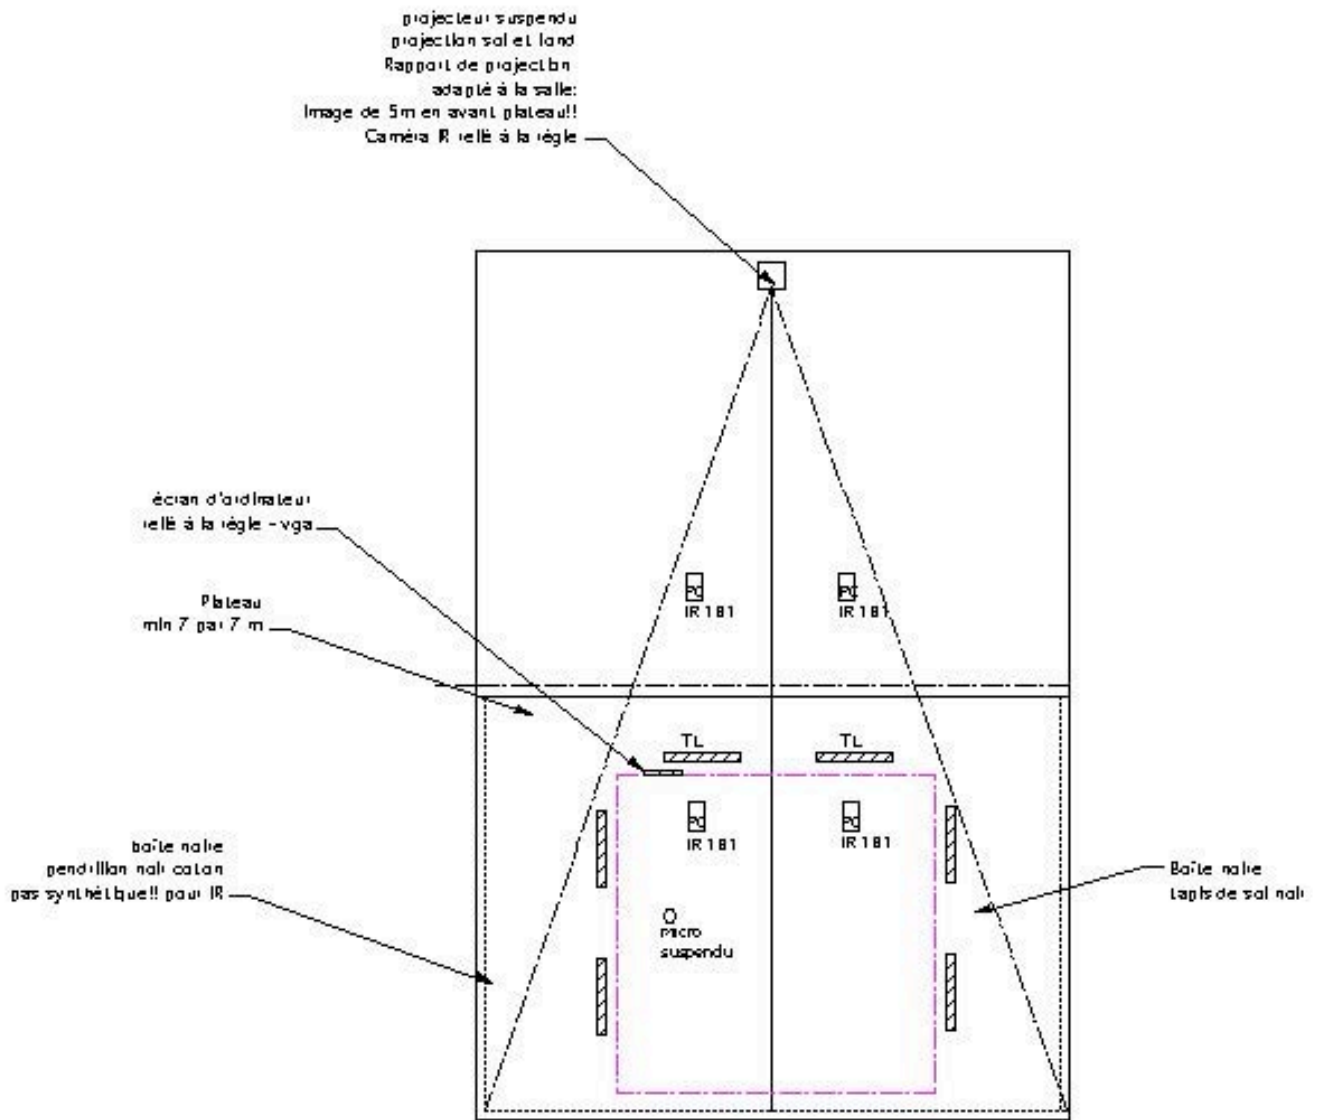 projecteur suspendu
projection sol et fond
Rapport de projection
adapté à la salle:
Image de 5m en avant plateau!!
Caméra IR relié à la régie
écran d'ordinateur
relié à la régie - vga
Plateau
min 7 par 7 m
PC
IR 181
PC
IR 181
TL
TL
PC
IR 181
PC
IR 181
boîte noire
pendrillon noir coton
pas synthétique!! pour IR
Micro
suspendu
Boîte noire
tapis de sol noir